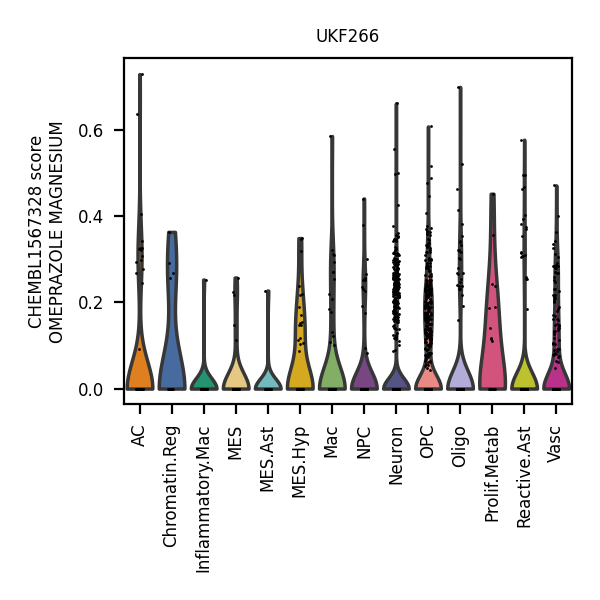 UKF266
CHEMBL1567328 score
OMEPRAZOLE MAGNESIUM
0.6
0.4
0.2
0.0
AC
Chromatin.Reg
Inflammatory.Mac
MES
MES.Ast
MES.Hyp
Mac
NPC
Neuron
OPC
Oligo
Prolif.Metab
Reactive.Ast
Vasc